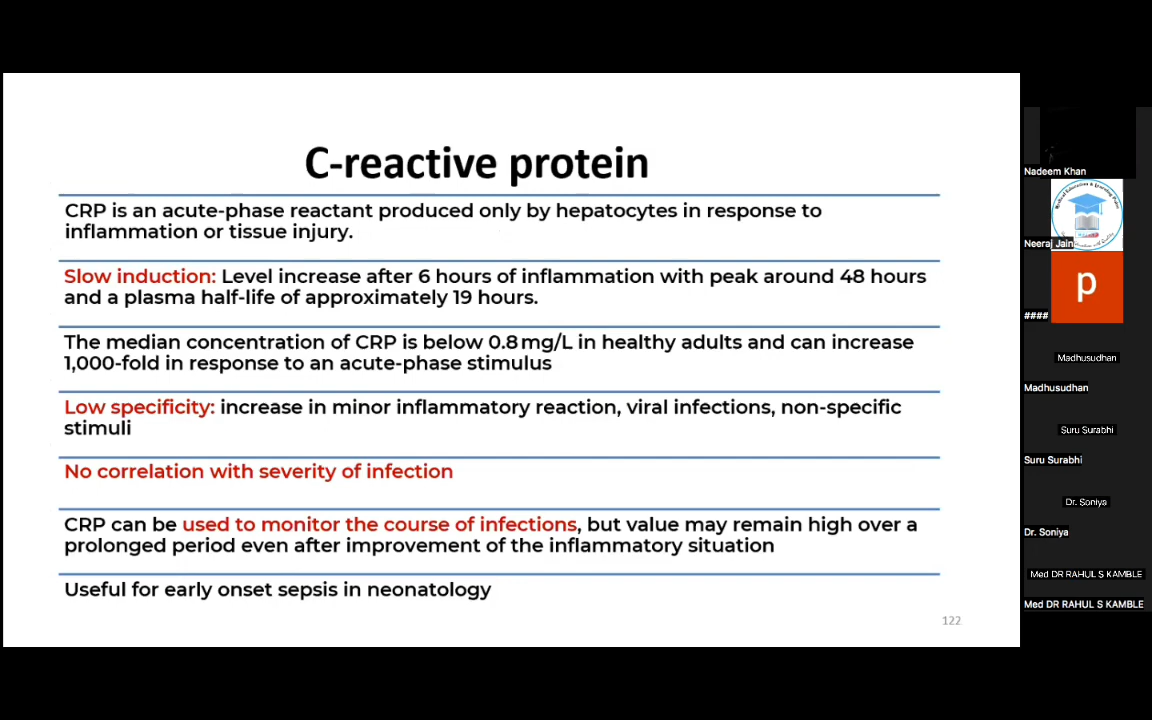 C-reactive protein
CRP is an acute-phase reactant produced only by hepatocytes in response to
inflammation or tissue injury.
Slow induction: Level increase after 6 hours of inflammation with peak around 48 hours
and a plasma half-life of approximately 19 hours.
The median concentration of CRP is below 0.8 mg/L in healthy adults and can increase
1,000-fold in response to an acute-phase stimulus
Low specificity: increase in minor inflammatory reaction, viral infections, non-specific
stimuli
No correlation with severity of infection
CRP can be used to monitor the course of infections, but value may remain high over a
prolonged period even after improvement of the inflammatory situation
Useful for early onset sepsis in neonatology
122
Nadeem Khan
Neeraj Jain
p
####
Madhusudhan
Madhusudhan
Suru Surabhi
Suru Surabhi
Dr. Soniya
Dr. Soniya
Med DR RAHUL S KAMBLE
Med DR RAHUL S KAMBLE